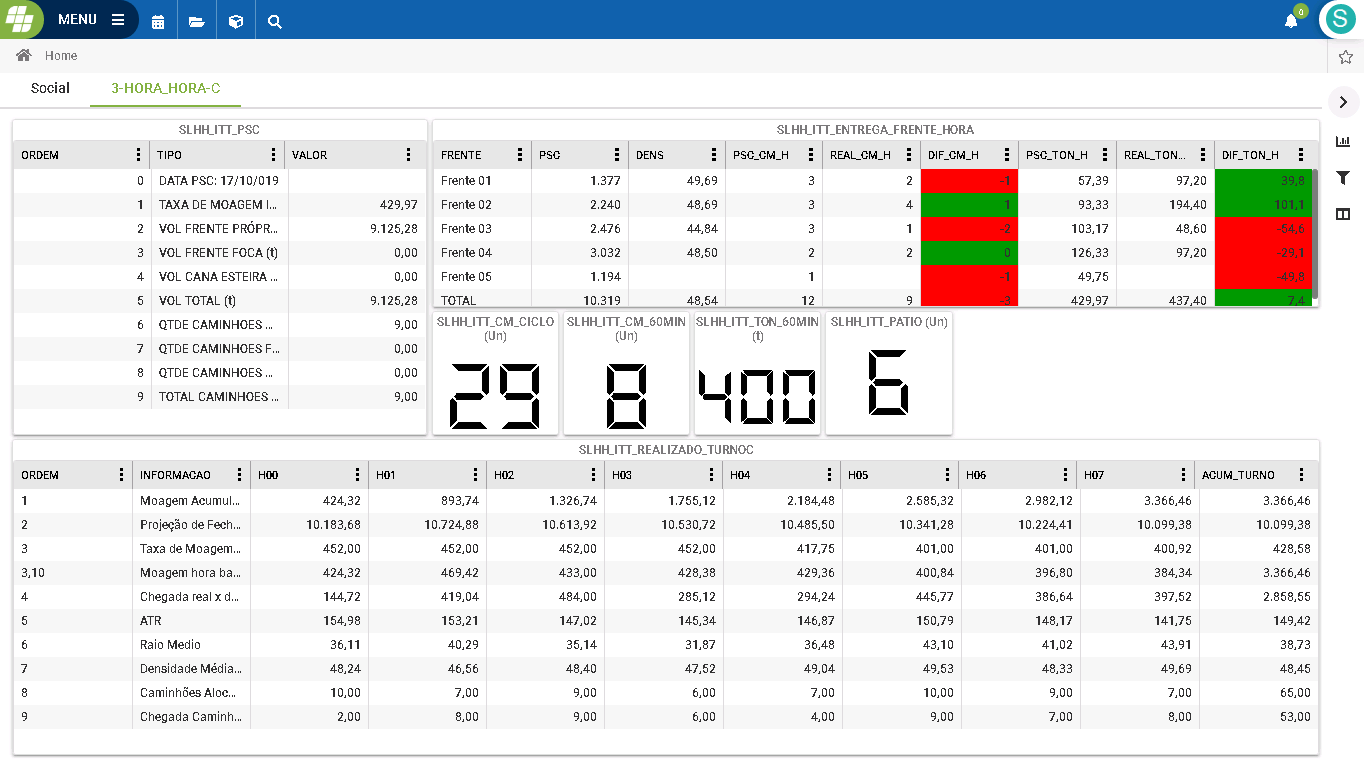 MENU
0
S
Home
Social 3-HORA_HORA-C
SLHH_ITT_PSC
ORDEM TIPO VALOR
0 DATA PSC: 17/10/019
1 TAXA DE MOAGEM I... 429,97
2 VOL FRENTE PRÓPR... 9.125,28
3 VOL FRENTE FOCA (t) 0,00
4 VOL CANA ESTEIRA ... 0,00
5 VOL TOTAL (t) 9.125,28
6 QTDE CAMINHOES ... 9,00
7 QTDE CAMINHOES F... 0,00
8 QTDE CAMINHOES ... 0,00
9 TOTAL CAMINHOES ... 9,00
SLHH_ITT_ENTREGA_FRENTE_HORA
FRENTE PSC DENS PSC_CM_H REAL_CM_H DIF_CM_H PSC_TON_H REAL_TON... DIF_TON_H
Frente 01 1.377 49,69 3 2 -1 57,39 97,20 39,8
Frente 02 2.240 48,69 3 4 1 93,33 194,40 101,1
Frente 03 2.476 44,84 3 1 -2 103,17 48,60 -54,6
Frente 04 3.032 48,50 2 2 0 126,33 97,20 -29,1
Frente 05 1.194 1 -1 49,75 -49,8
TOTAL 10.319 48,54 12 9 -3 429,97 437,40 7,4
SLHH_ITT_CM_CICLO
(Un)
29
SLHH_ITT_CM_60MIN
(Un)
8
SLHH_ITT_TON_60MIN
(t)
400
SLHH_ITT_PATIO (Un)
6
SLHH_ITT_REALIZADO_TURNOC
ORDEM INFORMACAO H00 H01 H02 H03 H04 H05 H06 H07 ACUM_TURNO
1 Moagem Acumul... 424,32 893,74 1.326,74 1.755,12 2.184,48 2.585,32 2.982,12 3.366,46 3.366,46
2 Projeção de Fech... 10.183,68 10.724,88 10.613,92 10.530,72 10.485,50 10.341,28 10.224,41 10.099,38 10.099,38
3 Taxa de Moagem... 452,00 452,00 452,00 452,00 417,75 401,00 401,00 400,92 428,58
3,10 Moagem hora ba... 424,32 469,42 433,00 428,38 429,36 400,84 396,80 384,34 3.366,46
4 Chegada real x d... 144,72 419,04 484,00 285,12 294,24 445,77 386,64 397,52 2.858,55
5 ATR 154,98 153,21 147,02 145,34 146,87 150,79 148,17 141,75 149,42
6 Raio Medio 36,11 40,29 35,14 31,87 36,48 43,10 41,02 43,91 38,73
7 Densidade Média... 48,24 46,56 48,40 47,52 49,04 49,53 48,33 49,69 48,45
8 Caminhões Aloc... 10,00 7,00 9,00 6,00 7,00 10,00 9,00 7,00 65,00
9 Chegada Caminh... 2,00 8,00 9,00 6,00 4,00 9,00 7,00 8,00 53,00